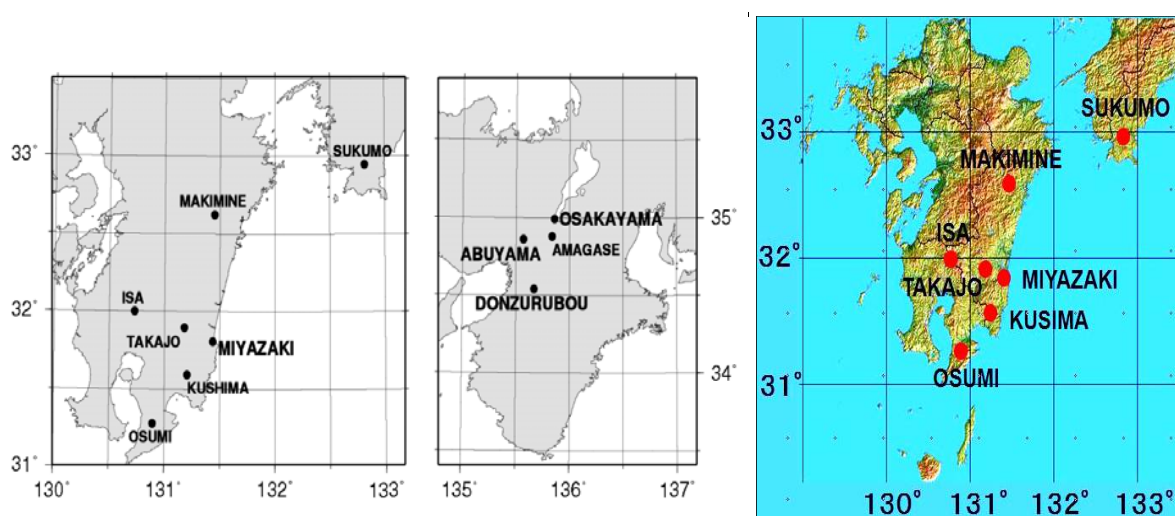 33°
32°
31°
130
131
132
133
SUKUMO
MAKIMINE
ISA
TAKAJO
MIYAZAKI
KUSHIMA
OSUMI
OSAKAYAMA
ABUYAMA
AMAGASE
DONZURUBOU
35°
34°
135
136
137
33°
32°
31°
SUKUMO
MAKIMINE
ISA
TAKAJO
MIYAZAKI
KUSIMA
OSUMI
130°
131°
132°
133°